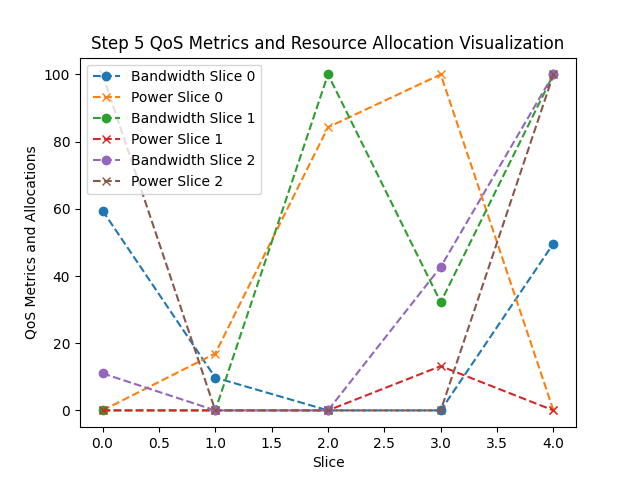 Step 5 QoS Metrics and Resource Allocation Visualization
QoS Metrics and Allocations
100
80
60
40
20
0
Bandwidth Slice 0
Power Slice 0
Bandwidth Slice 1
Power Slice 1
Bandwidth Slice 2
Power Slice 2
0.0 0.5 1.0 1.5 2.0 2.5 3.0 3.5 4.0
Slice